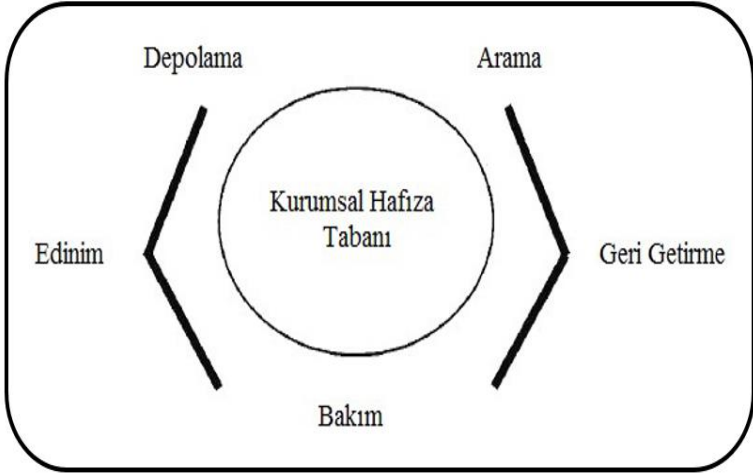 Depolama
Arama
Kurumsal Hafıza
Tabanı
Edinim
Geri Getirme
Bakım